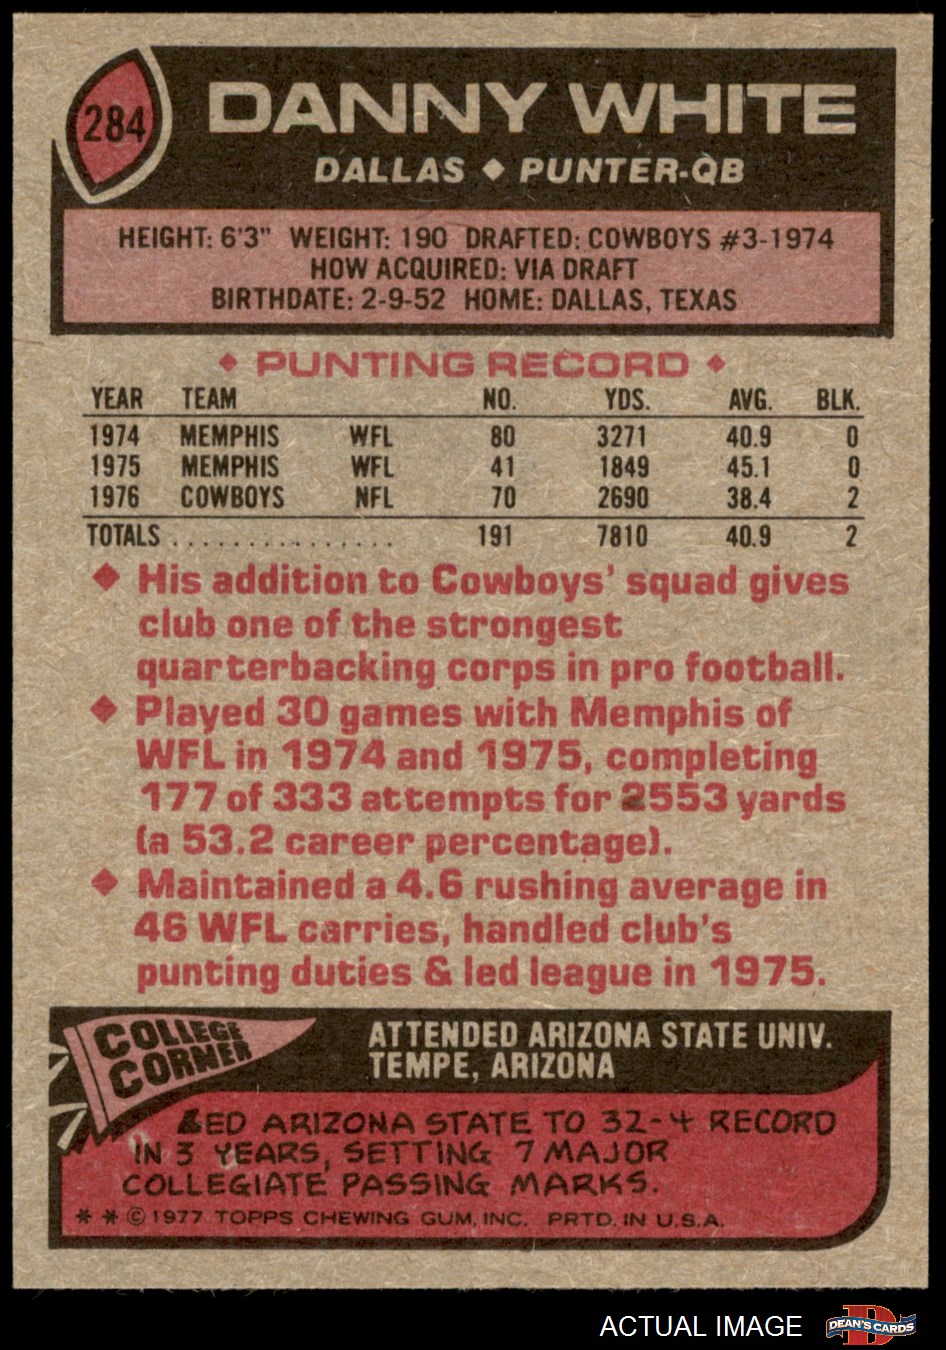 284
DANNY WHITE
DALLAS ◆ PUNTER-QB
HEIGHT: 6'3" WEIGHT: 190 DRAFTED: COWBOYS #3-1974
HOW ACQUIRED: VIA DRAFT
BIRTHDATE: 2-9-52 HOME: DALLAS, TEXAS
◆ PUNTING RECORD ◆
YEAR TEAM NO. YDS. AVG. BLK.
1974 MEMPHIS WFL 80 3271 40.9 0
1975 MEMPHIS WFL 41 1849 45.1 0
1976 COWBOYS NFL 70 2690 38.4 2
TOTALS . . . . . . . . . . . . . . . 191 7810 40.9 2
◆ His addition to Cowboys' squad gives
club one of the strongest
quarterbacking corps in pro football.
◆ Played 30 games with Memphis of
WFL in 1974 and 1975, completing
177 of 333 attempts for 2553 yards
(a 53.2 career percentage).
◆ Maintained a 4.6 rushing average in
46 WFL carries, handled club's
punting duties & led league in 1975.
COLLEGE
CORNER
ATTENDED ARIZONA STATE UNIV.
TEMPE, ARIZONA
LED ARIZONA STATE TO 32-4 RECORD
IN 3 YEARS, SETTING 7 MAJOR
COLLEGIATE PASSING MARKS.
* * © 1977 TOPPS CHEWING GUM, INC. PRTD. IN U.S.A.
ACTUAL IMAGE
D
DEAN'S CARDS